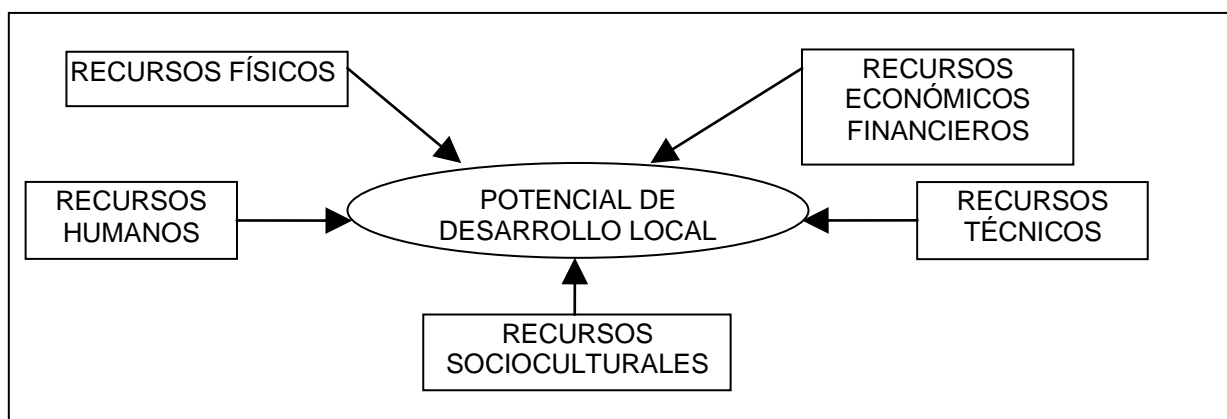 RECURSOS FÍSICOS
RECURSOS
ECONÓMICOS
FINANCIEROS
RECURSOS
HUMANOS
POTENCIAL DE
DESARROLLO LOCAL
RECURSOS
TÉCNICOS
RECURSOS
SOCIOCULTURALES